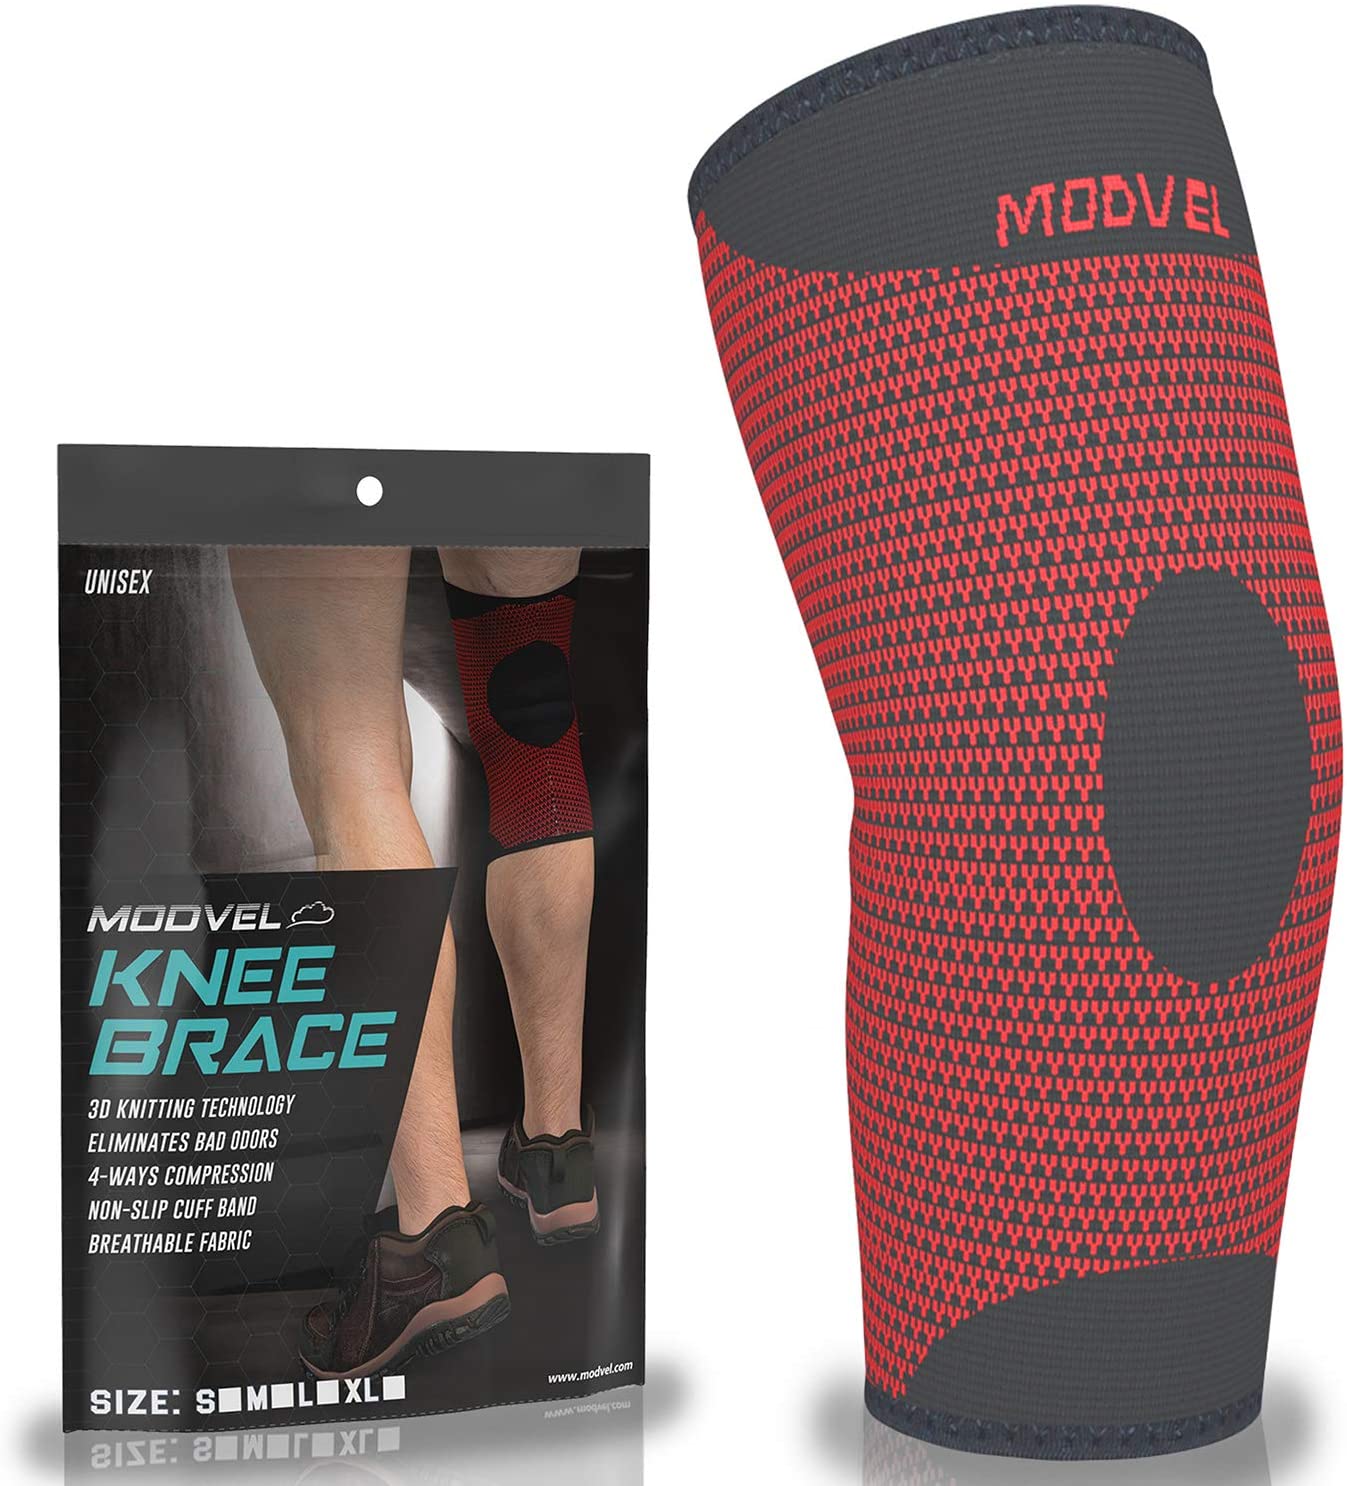 MODVEL
UNISEX
MODVEL
KNEE
BRACE
3D KNITTING TECHNOLOGY
ELIMINATES BAD ODORS
4-WAYS COMPRESSION
NON-SLIP CUFF BAND
BREATHABLE FABRIC
www.modvel.com
SIZE: S M L XL